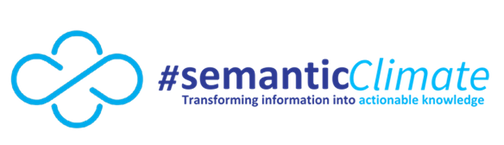 #semanticClimate
Transforming information into actionable knowledge